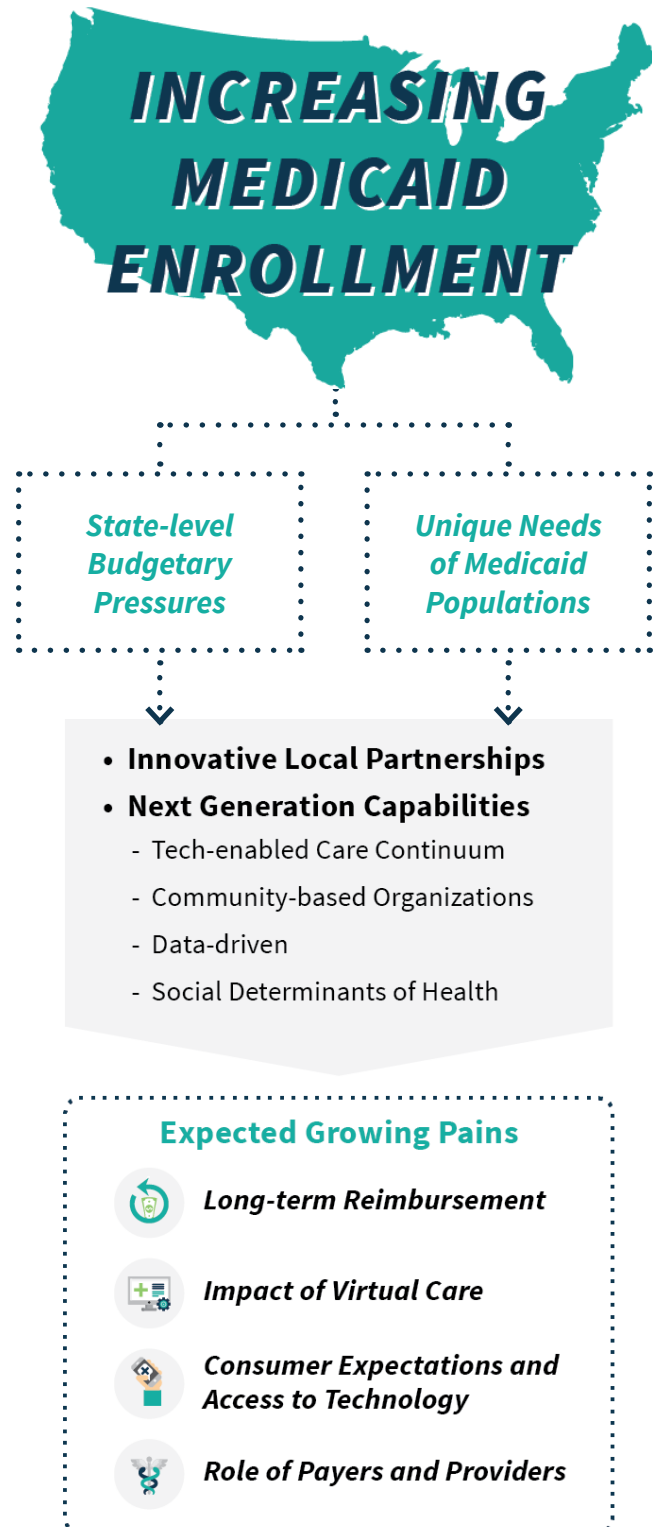 INCREASING
MEDICAID
ENROLLMENT
State-level
Budgetary
Pressures
Unique Needs
of Medicaid
Populations
• Innovative Local Partnerships
• Next Generation Capabilities
- Tech-enabled Care Continuum
- Community-based Organizations
- Data-driven
- Social Determinants of Health
Expected Growing Pains
Long-term Reimbursement
Impact of Virtual Care
Consumer Expectations and
Access to Technology
Role of Payers and Providers